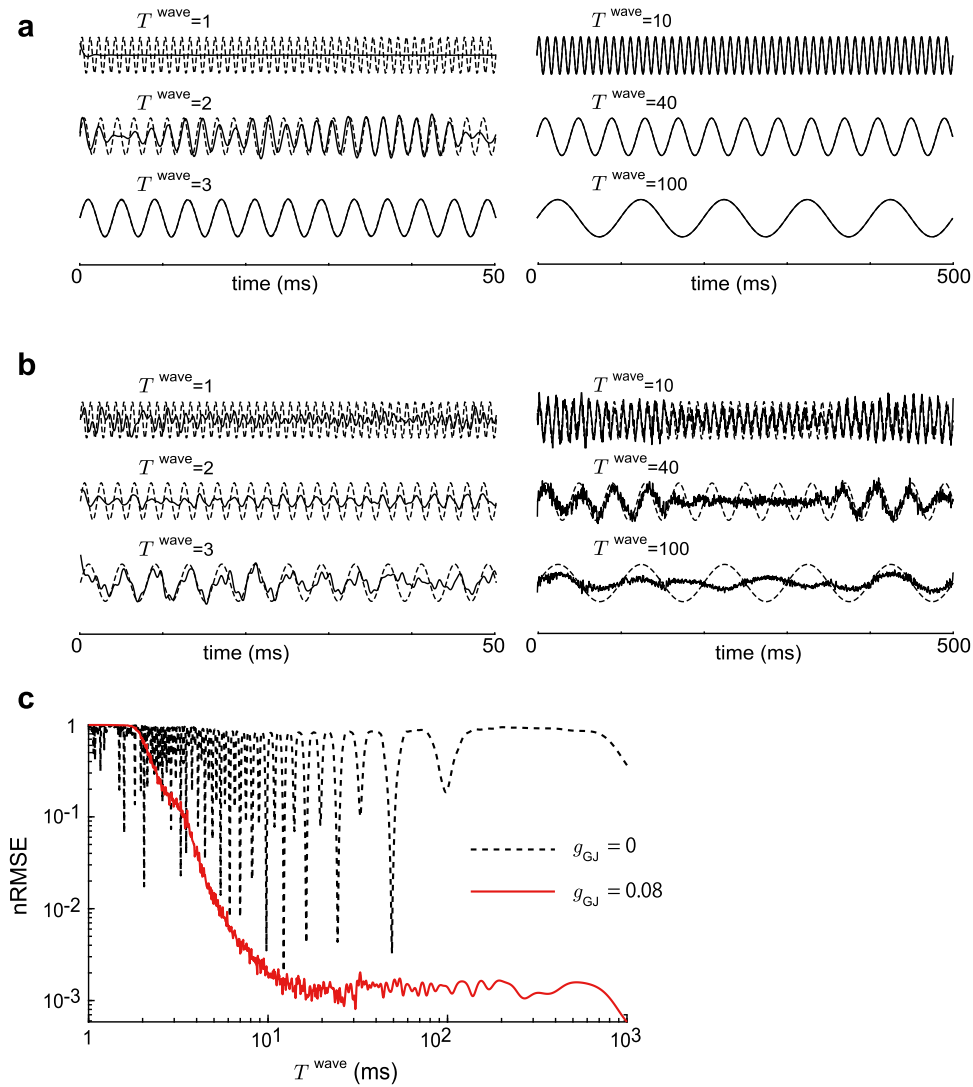 a
T wave=1
T wave=2
T wave=3
0 50
time (ms)
T wave=10
T wave=40
T wave=100
0 500
time (ms)
b
T wave=1
T wave=2
T wave=3
0 50
time (ms)
T wave=10
T wave=40
T wave=100
0 500
time (ms)
c
nRMSE
1
10⁻¹
10⁻²
10⁻³
1 10¹ 10² 10³
T wave (ms)
g_GJ = 0
g_GJ = 0.08